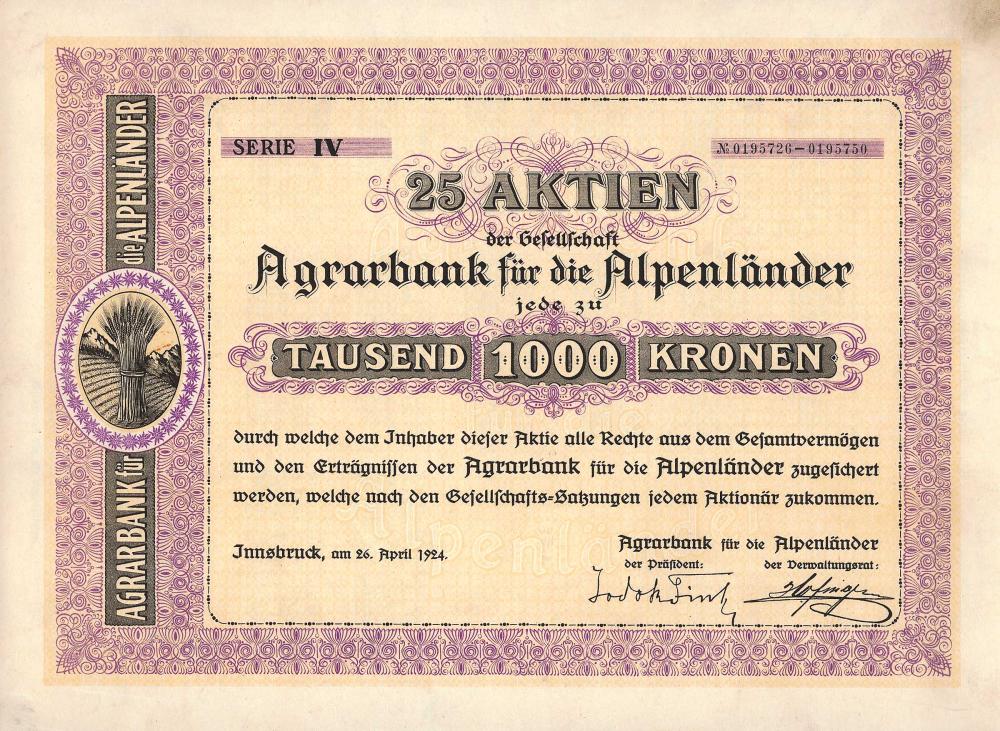 SERIE IV
№ 0195726 – 0195750
25 AKTIEN
der Gesellschaft
Agrarbank für die Alpenländer
jede zu
TAUSEND 1000 KRONEN
durch welche dem Inhaber dieser Aktie alle Rechte aus dem Gesamtvermögen
und den Erträgnissen der Agrarbank für die Alpenländer zugesichert
werden, welche nach den Gesellschafts-Satzungen jedem Aktionär zukommen.
Innsbruck, am 26. April 1924.
Agrarbank für die Alpenländer
der Präsident:
der Verwaltungsrat:
Jodok Fink
AGRARBANK für die ALPENLÄNDER